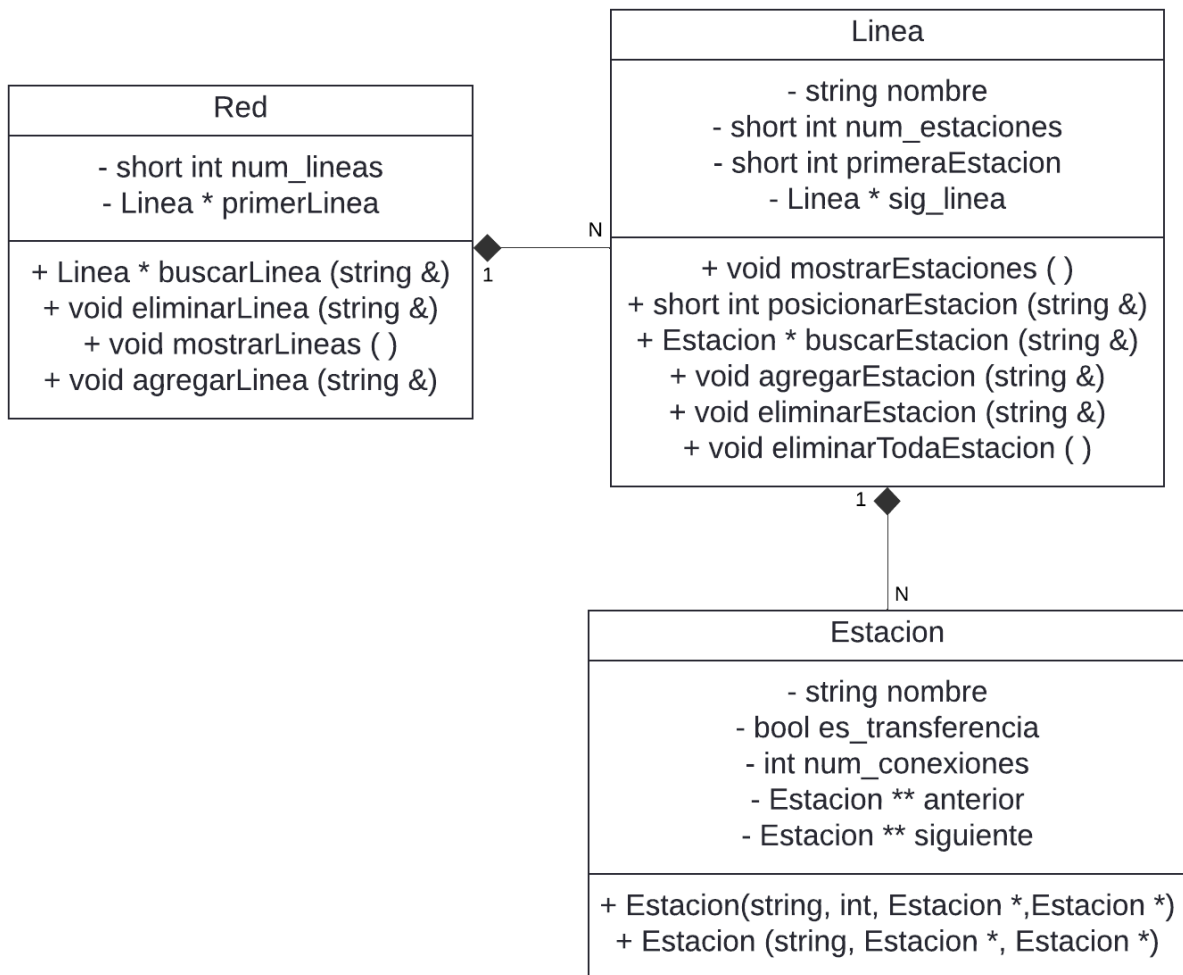 Red
- short int num_lineas
- Linea * primerLinea
+ Linea * buscarLinea (string &)
+ void eliminarLinea (string &)
+ void mostrarLineas ( )
+ void agregarLinea (string &)
1
N
Linea
- string nombre
- short int num_estaciones
- short int primeraEstacion
- Linea * sig_linea
+ void mostrarEstaciones ( )
+ short int posicionarEstacion (string &)
+ Estacion * buscarEstacion (string &)
+ void agregarEstacion (string &)
+ void eliminarEstacion (string &)
+ void eliminarTodaEstacion ( )
1
N
Estacion
- string nombre
- bool es_transferencia
- int num_conexiones
- Estacion ** anterior
- Estacion ** siguiente
+ Estacion(string, int, Estacion *,Estacion *)
+ Estacion (string, Estacion *, Estacion *)